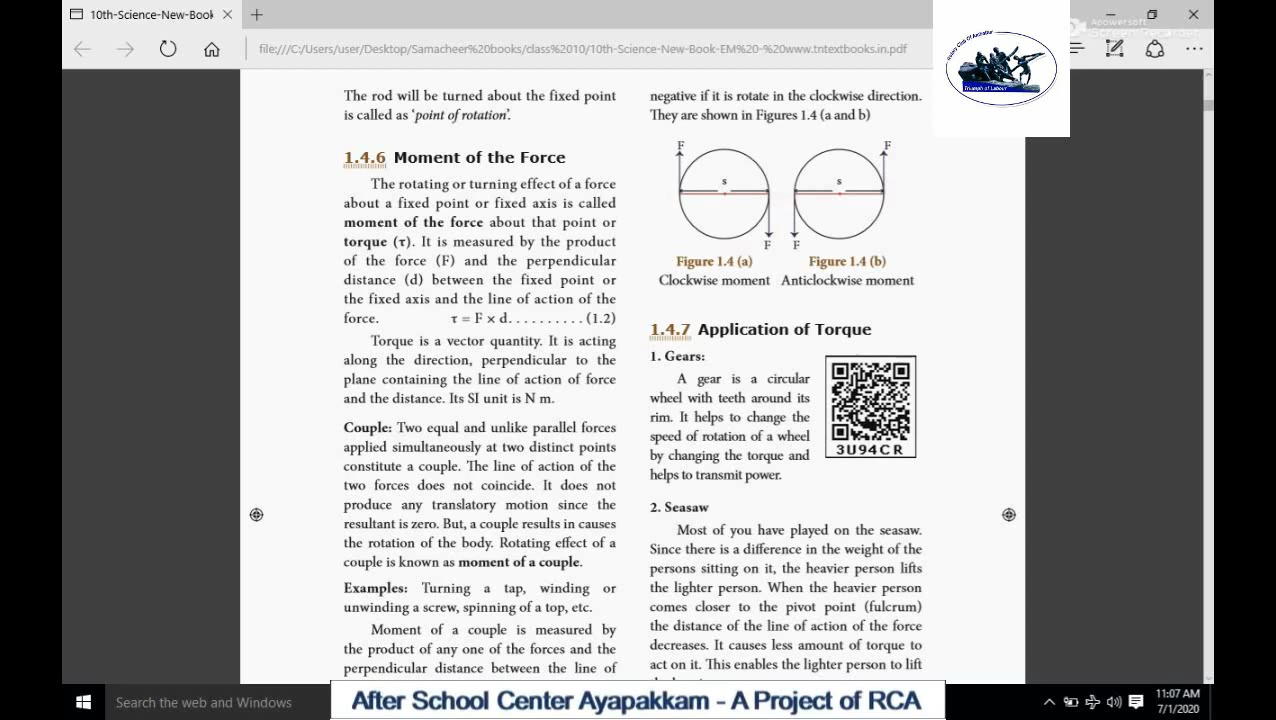 10th-Science-New-Book
file:///C:/Users/user/Desktop/Samacheer%20books/class%2010/10th-Science-New-Book-EM%20-%20www.tntextbooks.in.pdf
Apowersoft
Screen Recorder
Rotary Club Of Ambattur
Triumph of Labour
The rod will be turned about the fixed point
is called as ‘point of rotation’.
1.4.6 Moment of the Force
The rotating or turning effect of a force
about a fixed point or fixed axis is called
moment of the force about that point or
torque (τ). It is measured by the product
of the force (F) and the perpendicular
distance (d) between the fixed point or
the fixed axis and the line of action of the
force. τ = F × d. . . . . . . . . . (1.2)
Torque is a vector quantity. It is acting
along the direction, perpendicular to the
plane containing the line of action of force
and the distance. Its SI unit is N m.
Couple: Two equal and unlike parallel forces
applied simultaneously at two distinct points
constitute a couple. The line of action of the
two forces does not coincide. It does not
produce any translatory motion since the
resultant is zero. But, a couple results in causes
the rotation of the body. Rotating effect of a
couple is known as moment of a couple.
Examples: Turning a tap, winding or
unwinding a screw, spinning of a top, etc.
Moment of a couple is measured by
the product of any one of the forces and the
perpendicular distance between the line of
negative if it is rotate in the clockwise direction.
They are shown in Figures 1.4 (a and b)
F F
s s
F F
Figure 1.4 (a) Figure 1.4 (b)
Clockwise moment Anticlockwise moment
1.4.7 Application of Torque
1. Gears:
A gear is a circular
wheel with teeth around its
rim. It helps to change the
speed of rotation of a wheel
by changing the torque and
helps to transmit power.
3U94CR
2. Seasaw
Most of you have played on the seasaw.
Since there is a difference in the weight of the
persons sitting on it, the heavier person lifts
the lighter person. When the heavier person
comes closer to the pivot point (fulcrum)
the distance of the line of action of the force
decreases. It causes less amount of torque to
act on it. This enables the lighter person to lift
Search the web and Windows
After School Center Ayapakkam - A Project of RCA
11:07 AM
7/1/2020